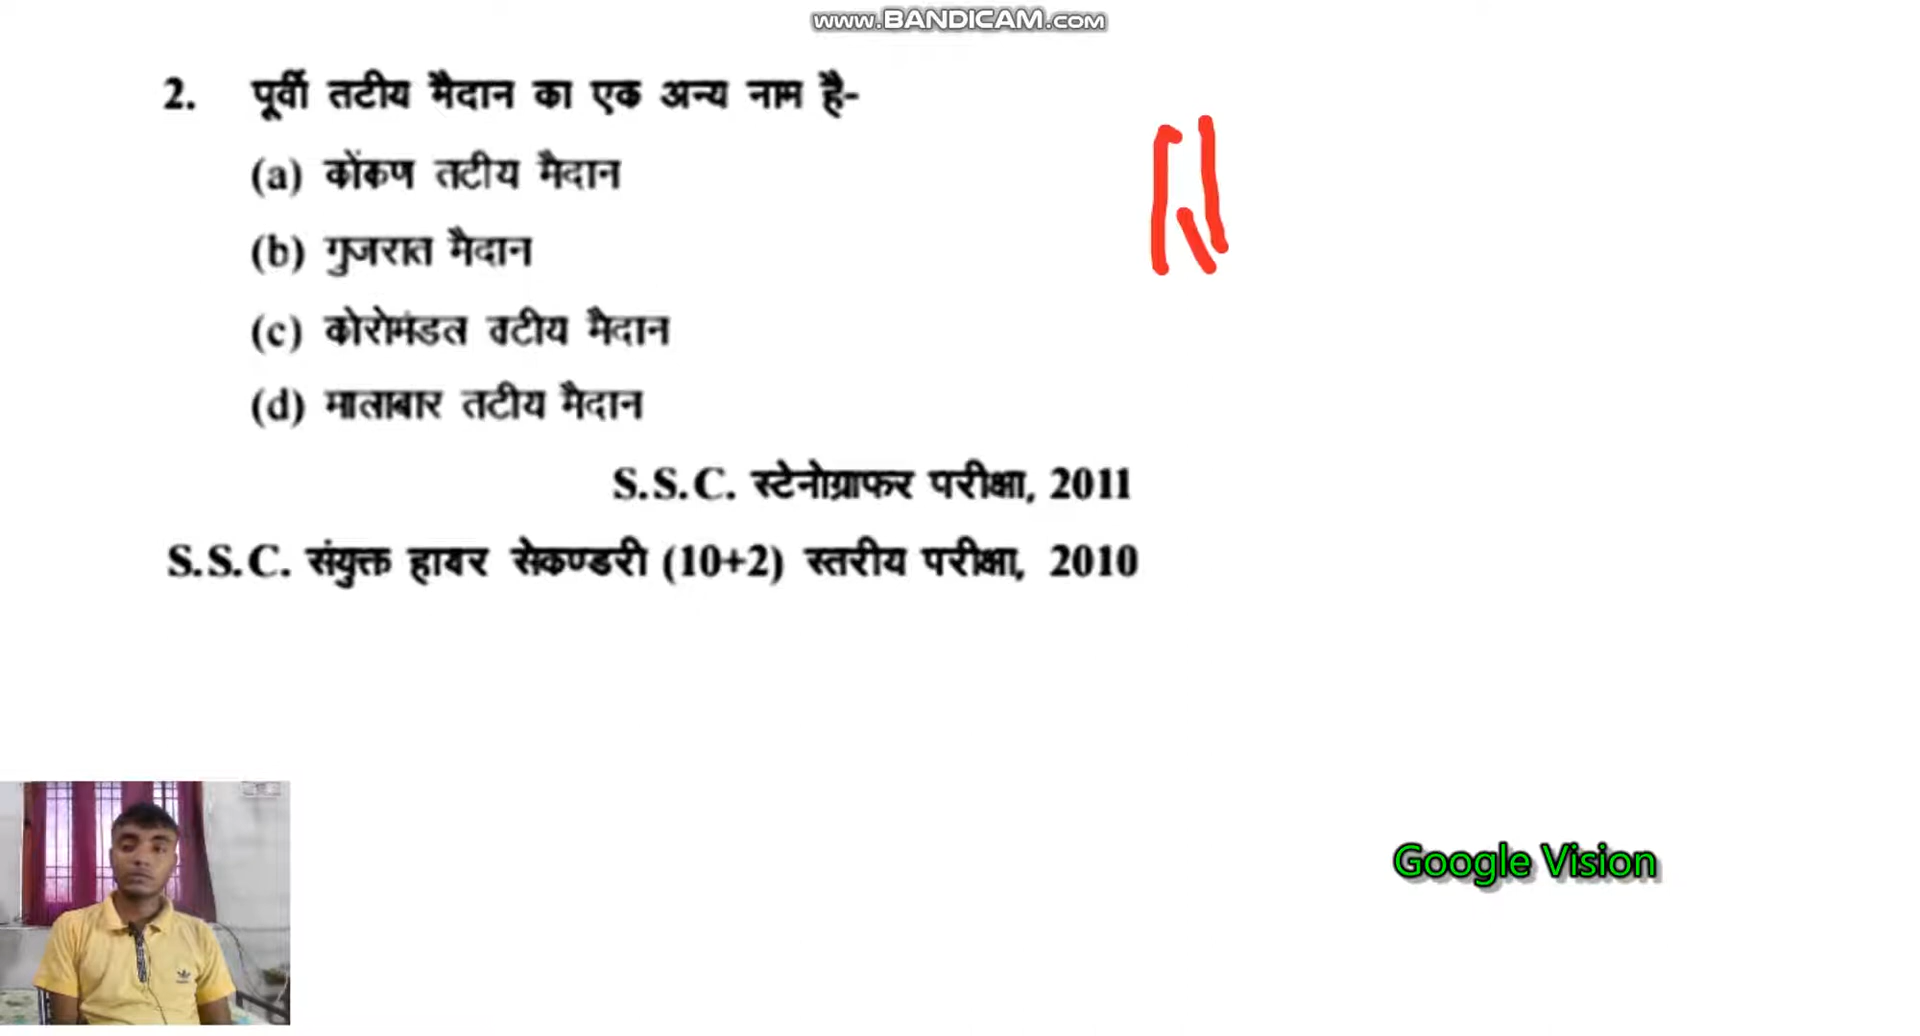 www.BANDICAM.com
2. पूर्वी तटीय मैदान का एक अन्य नाम है-
(a) कोंकण तटीय मैदान
(b) गुजरात मैदान
(c) कोरोमंडल तटीय मैदान
(d) मालाबार तटीय मैदान
S.S.C. स्टेनोग्राफर परीक्षा, 2011
S.S.C. संयुक्त हायर सेकण्डरी (10+2) स्तरीय परीक्षा, 2010
Google Vision